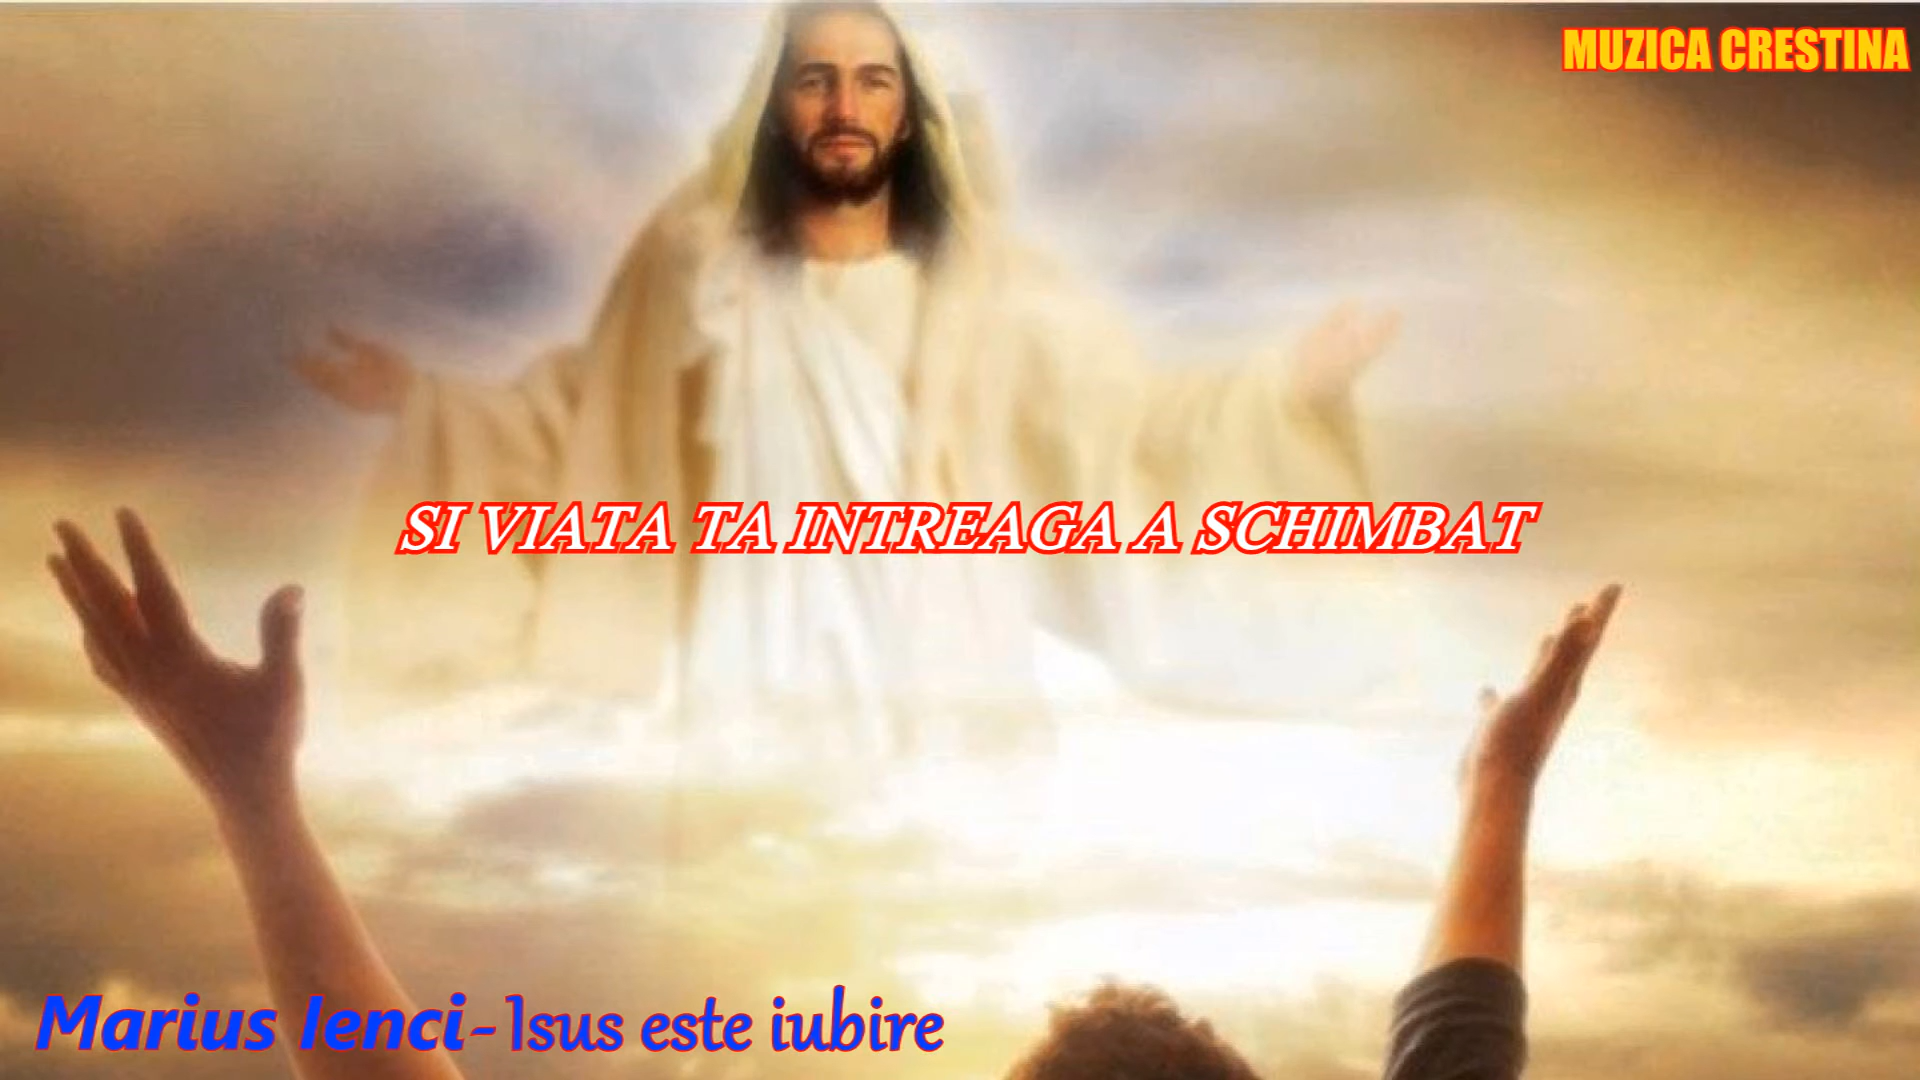 MUZICA CRESTINA
SI VIATA TA INTREAGA A SCHIMBAT
Marius Ienci-Isus este iubire